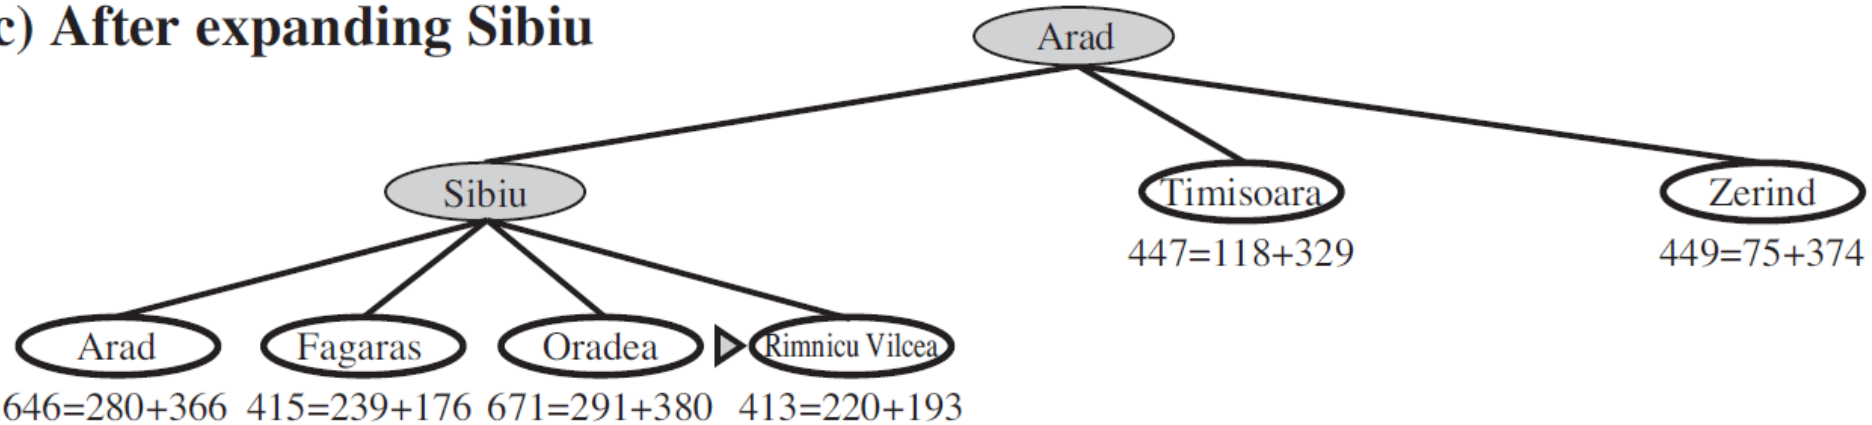 c) After expanding Sibiu
Arad
Sibiu
Timisoara
Zerind
447=118+329
449=75+374
Arad
Fagaras
Oradea
Rimnicu Vilcea
646=280+366
415=239+176
671=291+380
413=220+193